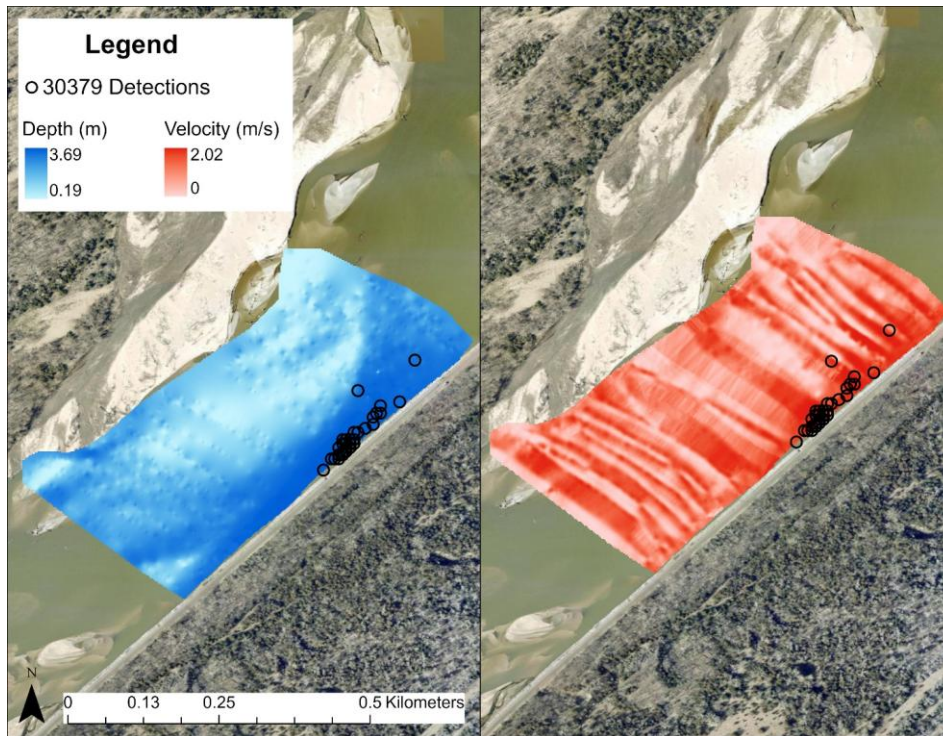 Legend
30379 Detections
Depth (m) Velocity (m/s)
3.69 2.02
0.19 0
N
0 0.13 0.25 0.5 Kilometers